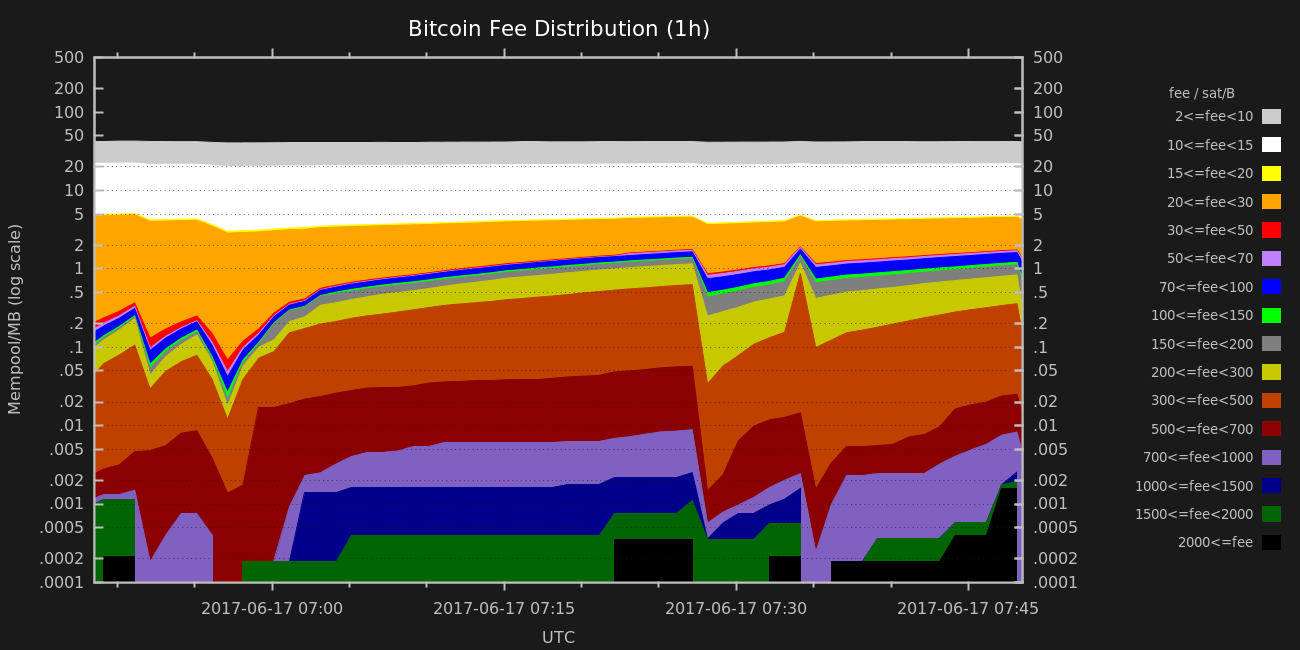 Bitcoin Fee Distribution (1h)
500 500
200 200
100 100
50 50
20 20
10 10
5 5
2 2
1 1
.5 .5
.2 .2
.1 .1
.05 .05
.02 .02
.01 .01
.005 .005
.002 .002
.001 .001
.0005 .0005
.0002 .0002
.0001 .0001
Mempool/MB (log scale)
2017-06-17 07:00 2017-06-17 07:15 2017-06-17 07:30 2017-06-17 07:45
UTC
fee / sat/B
2<=fee<10
10<=fee<15
15<=fee<20
20<=fee<30
30<=fee<50
50<=fee<70
70<=fee<100
100<=fee<150
150<=fee<200
200<=fee<300
300<=fee<500
500<=fee<700
700<=fee<1000
1000<=fee<1500
1500<=fee<2000
2000<=fee